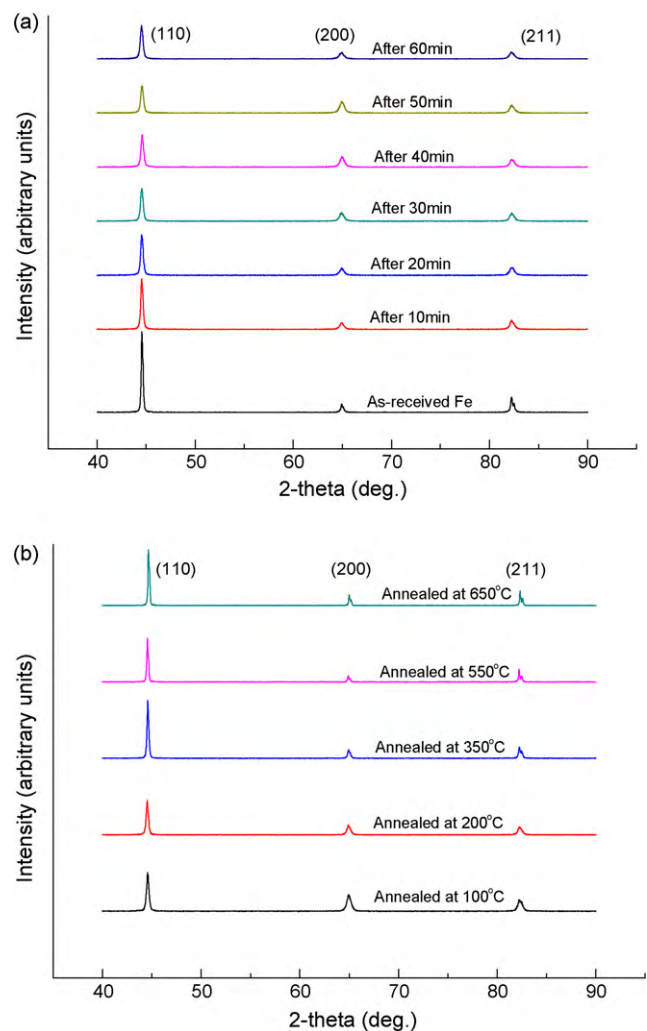 (a)
(110) (200) (211)
After 60min
After 50min
After 40min
After 30min
After 20min
After 10min
As-received Fe
Intensity (arbitrary units)
40 50 60 70 80 90
2-theta (deg.)
(b)
(110) (200) (211)
Annealed at 650°C
Annealed at 550°C
Annealed at 350°C
Annealed at 200°C
Annealed at 100°C
Intensity (arbitrary units)
40 50 60 70 80 90
2-theta (deg.)